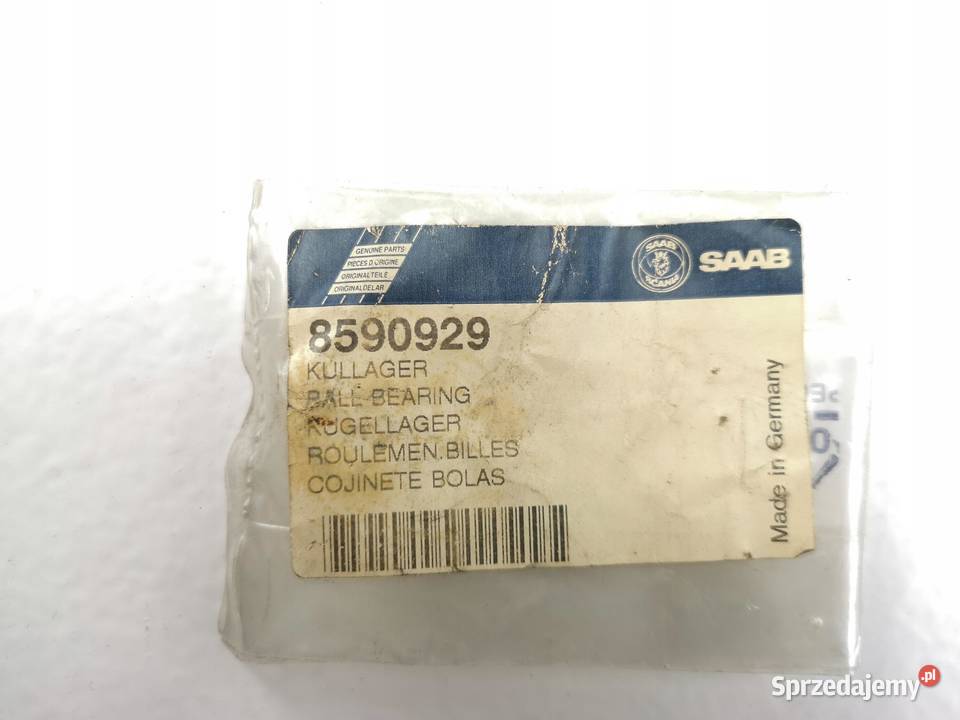 GENUINE PARTS
PIECES D'ORIGINE
ORIGINALTEILE
ORIGINALDELAR
SAAB
SCANIA
SAAB
8590929
KULLAGER
BALL BEARING
KUGELLAGER
ROULEMEN.BILLES
COJINETE BOLAS
Made in Germany
Sprzedajemy.pl